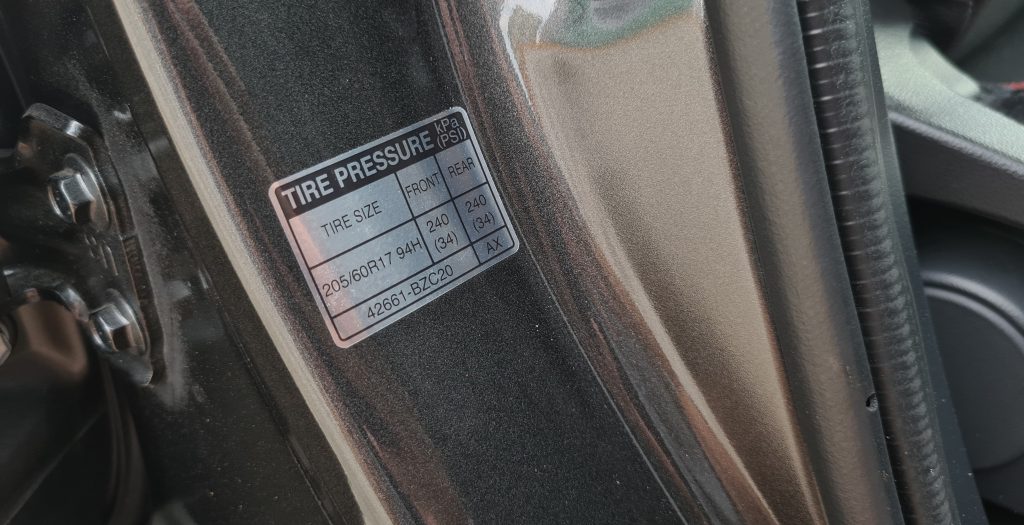 TIRE PRESSURE kPa (PSI)
TIRE SIZE FRONT REAR
205/60R17 94H 240 (34) 240 (34)
42661-BZC20 AX